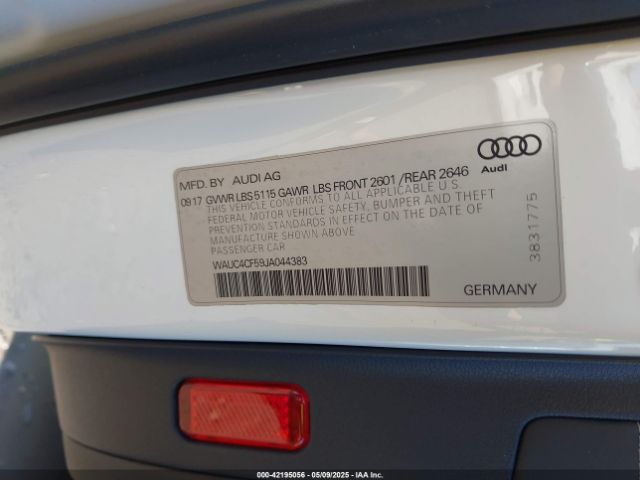 MFD. BY AUDI AG
09 17 GVWR LBS 5115 GAWR LBS FRONT 2601 / REAR 2646
THIS VEHICLE CONFORMS TO ALL APPLICABLE U.S.
FEDERAL MOTOR VEHICLE SAFETY, BUMPER AND THEFT
PREVENTION STANDARDS IN EFFECT ON THE DATE OF
MANUFACTURE SHOWN ABOVE
PASSENGER CAR
WAUC4CF59JA044383
GERMANY
Audi
3831775
000-42195056 — 05/09/2025 — IAA Inc.